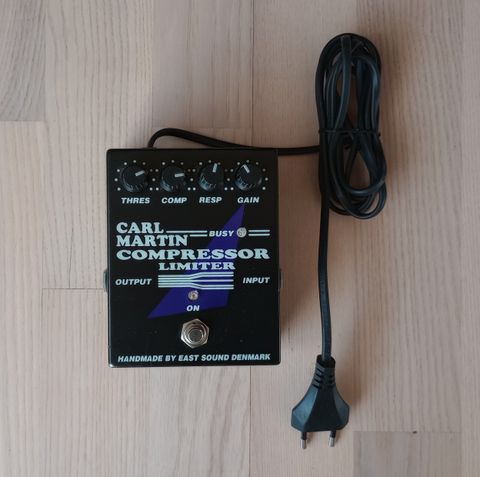 THRES COMP RESP GAIN
CARL
MARTIN BUSY
COMPRESSOR
LIMITER
OUTPUT INPUT
ON
HANDMADE BY EAST SOUND DENMARK